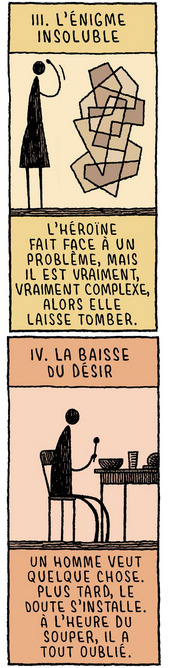 III. L'ÉNIGME
INSOLUBLE
L'HÉROÏNE
FAIT FACE À UN
PROBLÈME, MAIS
IL EST VRAIMENT,
VRAIMENT COMPLEXE,
ALORS ELLE
LAISSE TOMBER.
IV. LA BAISSE
DU DÉSIR
UN HOMME VEUT
QUELQUE CHOSE.
PLUS TARD, LE
DOUTE S'INSTALLE.
À L'HEURE DU
SOUPER, IL A
TOUT OUBLIÉ.